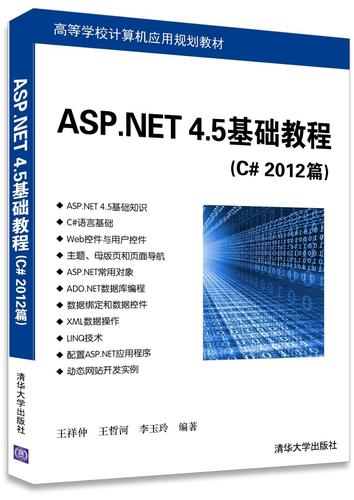 高等学校计算机应用规划教材
ASP.NET 4.5基础教程
(C# 2012篇)
ASP.NET 4.5基础知识
C#语言基础
Web控件与用户控件
主题、母版页和页面导航
ASP.NET常用对象
ADO.NET数据库编程
数据绑定和数据控件
XML数据操作
LINQ技术
配置ASP.NET应用程序
动态网站开发实例
王祥仲 王哲河 李玉玲 编著
清华大学出版社
ASP.NET 4.5基础教程(C# 2012篇)
清华大学出版社